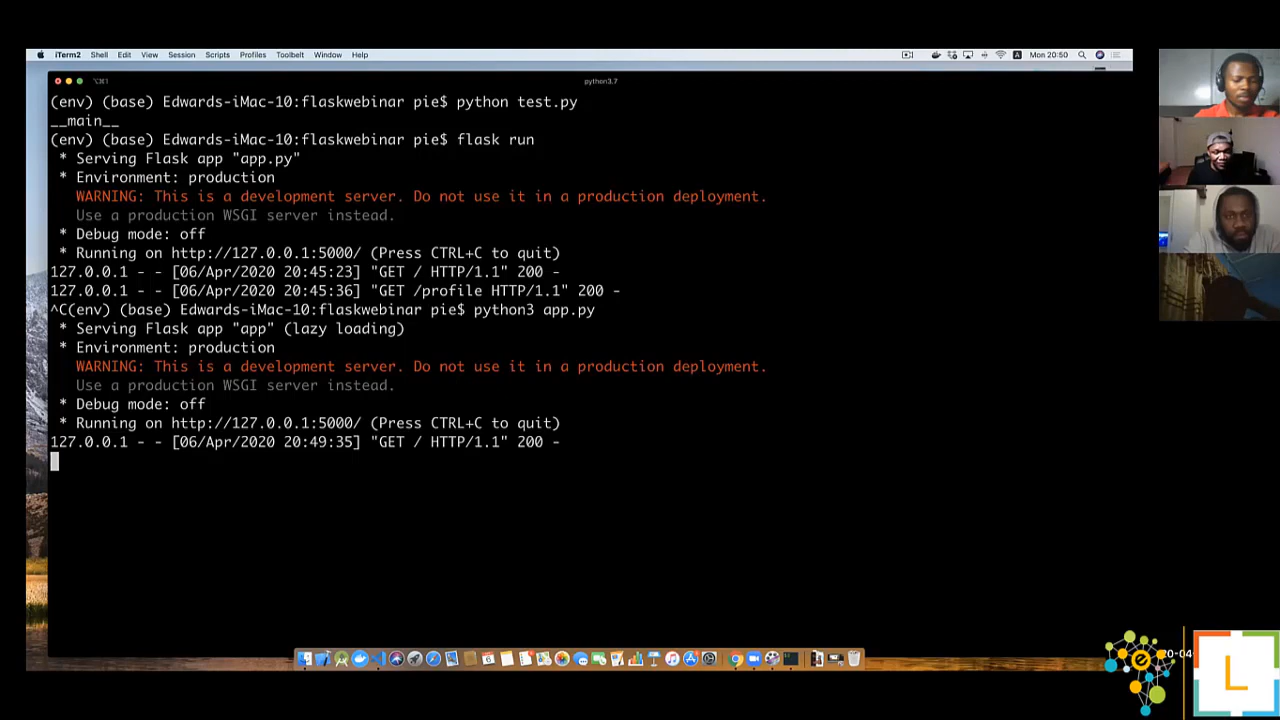 iTerm2 Shell Edit View Session Scripts Profiles Toolbelt Window Help
A Mon 20:50
⌥⌘1 python3.7
(env) (base) Edwards-iMac-10:flaskwebinar pie$ python test.py
__main__
(env) (base) Edwards-iMac-10:flaskwebinar pie$ flask run
 * Serving Flask app "app.py"
 * Environment: production
   WARNING: This is a development server. Do not use it in a production deployment.
   Use a production WSGI server instead.
 * Debug mode: off
 * Running on http://127.0.0.1:5000/ (Press CTRL+C to quit)
127.0.0.1 - - [06/Apr/2020 20:45:23] "GET / HTTP/1.1" 200 -
127.0.0.1 - - [06/Apr/2020 20:45:36] "GET /profile HTTP/1.1" 200 -
^C(env) (base) Edwards-iMac-10:flaskwebinar pie$ python3 app.py
 * Serving Flask app "app" (lazy loading)
 * Environment: production
   WARNING: This is a development server. Do not use it in a production deployment.
   Use a production WSGI server instead.
 * Debug mode: off
 * Running on http://127.0.0.1:5000/ (Press CTRL+C to quit)
127.0.0.1 - - [06/Apr/2020 20:49:35] "GET / HTTP/1.1" 200 -
20-04
L